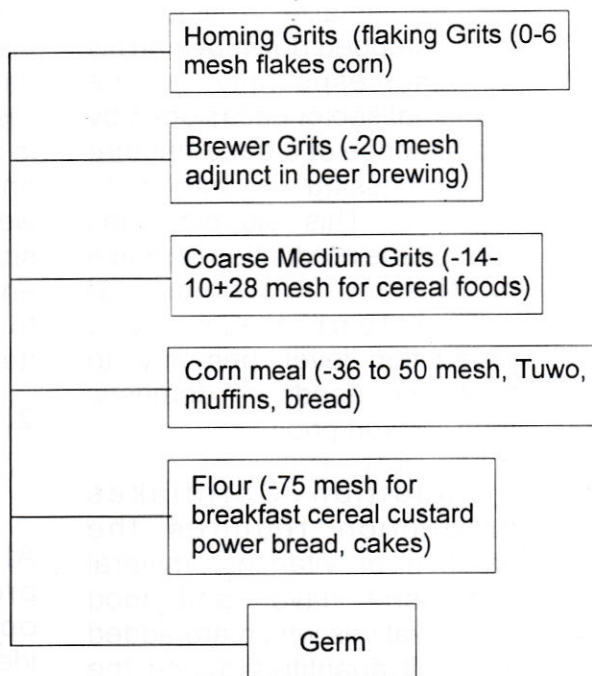 Homing Grits (flaking Grits (0-6
mesh flakes corn)
Brewer Grits (-20 mesh
adjunct in beer brewing)
Coarse Medium Grits (-14-
10+28 mesh for cereal foods)
Corn meal (-36 to 50 mesh, Tuwo,
muffins, bread)
Flour (-75 mesh for
breakfast cereal custard
power bread, cakes)
Germ